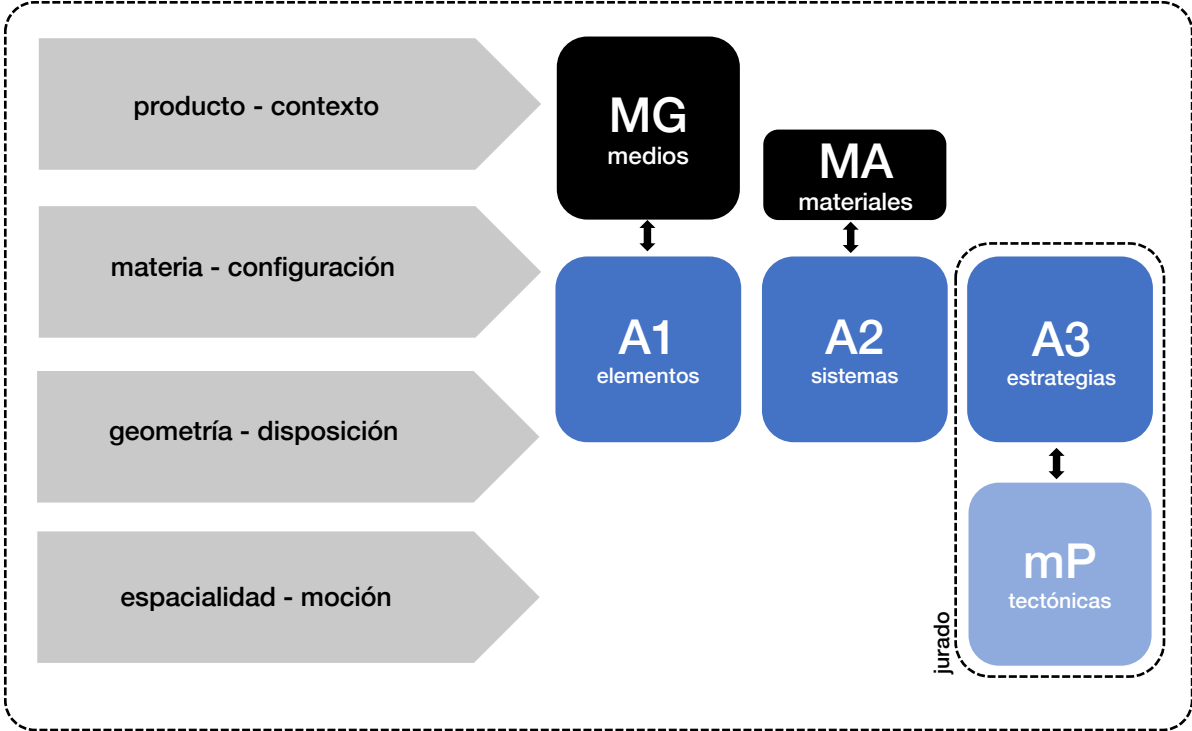 producto - contexto
materia - configuración
geometría - disposición
espacialidad - moción
MG
medios
MA
materiales
A1
elementos
A2
sistemas
A3
estrategias
mP
tectónicas
jurado